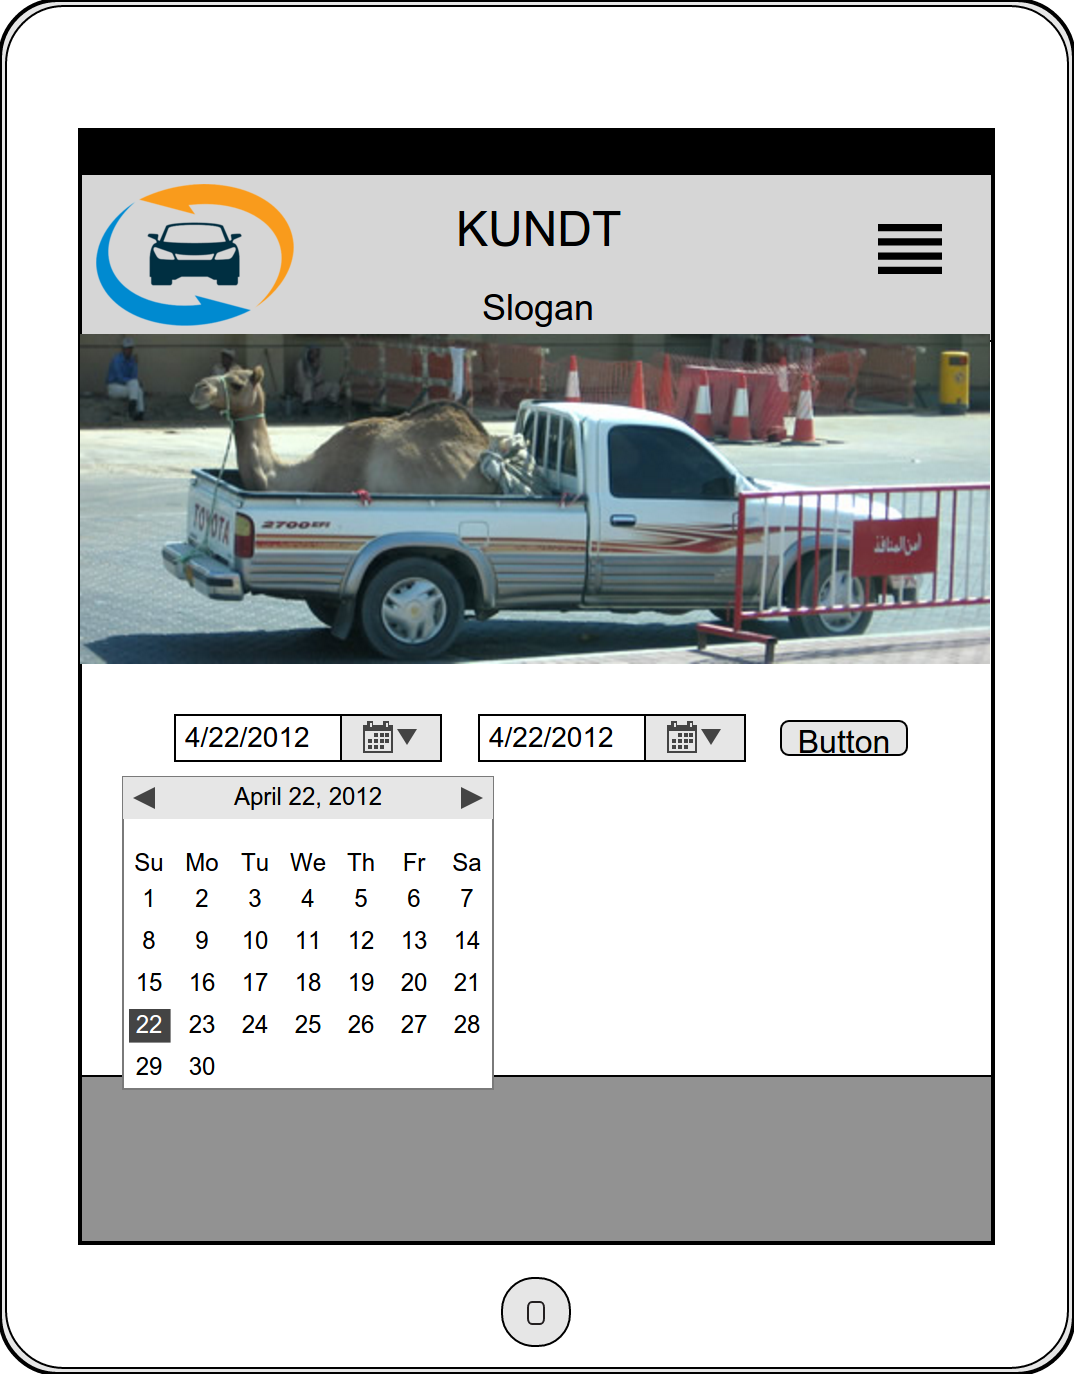 KUNDT
Slogan
TOYOTA
2700 EFI
أمن المنافذ
4/22/2012
4/22/2012
Button
April 22, 2012
Su Mo Tu We Th Fr Sa
1 2 3 4 5 6 7
8 9 10 11 12 13 14
15 16 17 18 19 20 21
22 23 24 25 26 27 28
29 30